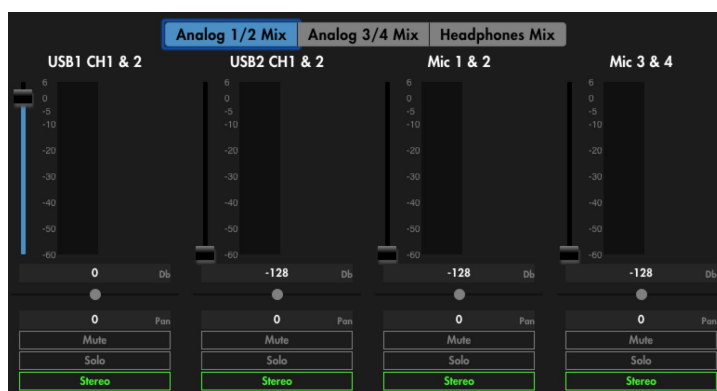 Analog 1/2 Mix Analog 3/4 Mix Headphones Mix
USB1 CH1 & 2 USB2 CH1 & 2 Mic 1 & 2 Mic 3 & 4
6 6 6 6
0 0 0 0
-5 -5 -5 -5
-10 -10 -10 -10
-20 -20 -20 -20
-30 -30 -30 -30
-40 -40 -40 -40
-50 -50 -50 -50
-60 -60 -60 -60
0 Db -128 Db -128 Db -128 Db
0 Pan 0 Pan 0 Pan 0 Pan
Mute Mute Mute Mute
Solo Solo Solo Solo
Stereo Stereo Stereo Stereo